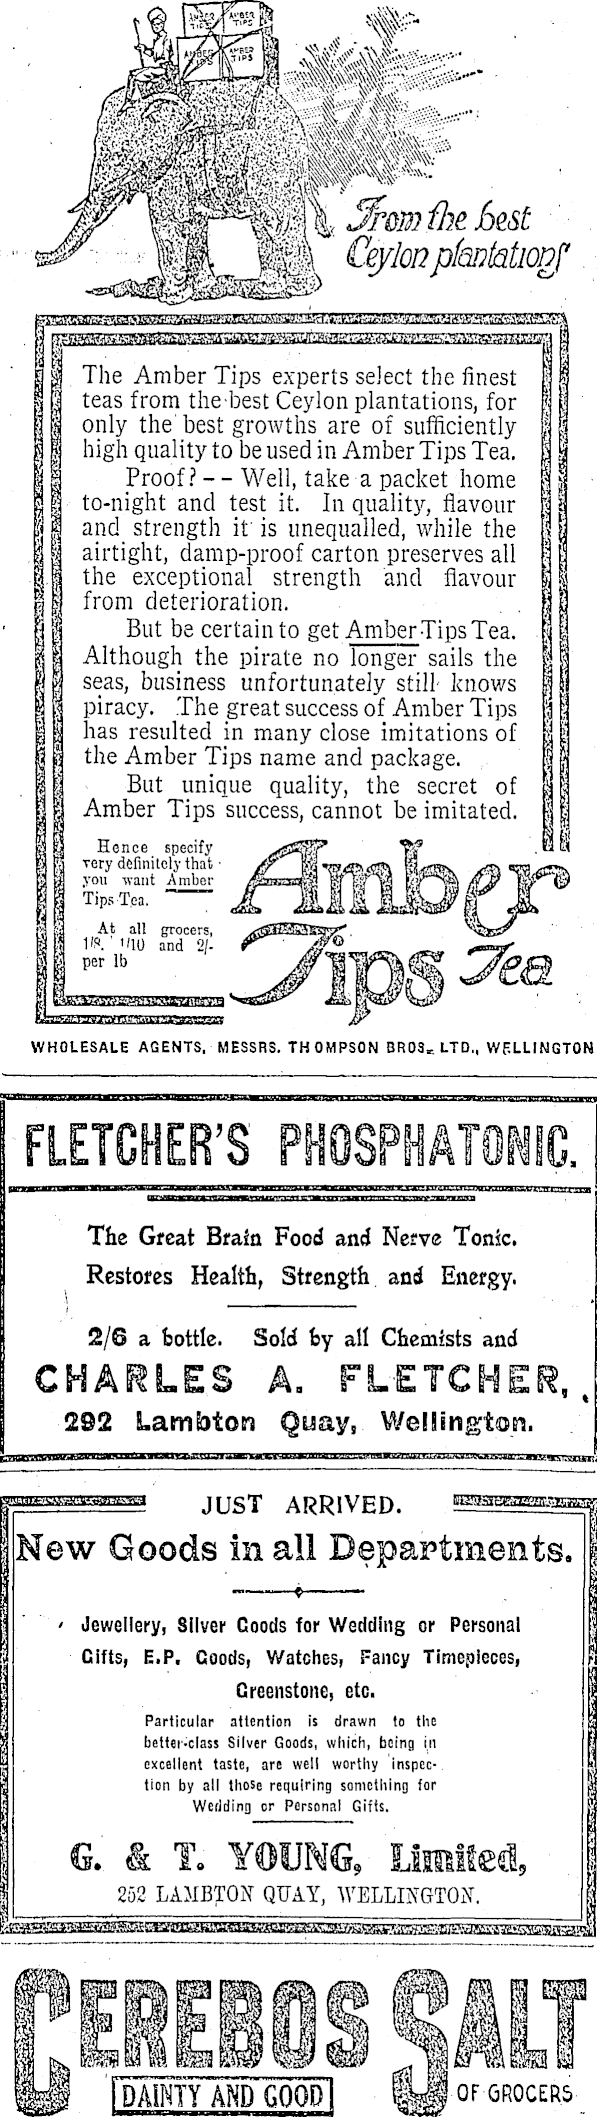 AMBER TIPS
AMBER TIPS
AMBER TIPS
AMBER TIPS
From the best
Ceylon plantations
The Amber Tips experts select the finest
teas from the best Ceylon plantations, for
only the best growths are of sufficiently
high quality to be used in Amber Tips Tea.
Proof? -- Well, take a packet home
to-night and test it. In quality, flavour
and strength it is unequalled, while the
airtight, damp-proof carton preserves all
the exceptional strength and flavour
from deterioration.
But be certain to get Amber Tips Tea.
Although the pirate no longer sails the
seas, business unfortunately still knows
piracy. The great success of Amber Tips
has resulted in many close imitations of
the Amber Tips name and package.
But unique quality, the secret of
Amber Tips success, cannot be imitated.
Hence specify
very definitely that
you want Amber
Tips Tea.
At all grocers,
1/8, 1/10 and 2/-
per lb
Amber
Tips Tea
WHOLESALE AGENTS, MESSRS. THOMPSON BROS. LTD., WELLINGTON
FLETCHER'S PHOSPHATONIC.
The Great Brain Food and Nerve Tonic.
Restores Health, Strength and Energy.
2/6 a bottle. Sold by all Chemists and
CHARLES A. FLETCHER,
292 Lambton Quay, Wellington.
JUST ARRIVED.
New Goods in all Departments.
Jewellery, Silver Goods for Wedding or Personal
Gifts, E.P. Goods, Watches, Fancy Timepieces,
Greenstone, etc.
Particular attention is drawn to the
better-class Silver Goods, which, being in
excellent taste, are well worthy inspec-
tion by all those requiring something for
Wedding or Personal Gifts.
G. & T. YOUNG, Limited,
252 LAMBTON QUAY, WELLINGTON.
CEREBOS SALT
DAINTY AND GOOD OF GROCERS